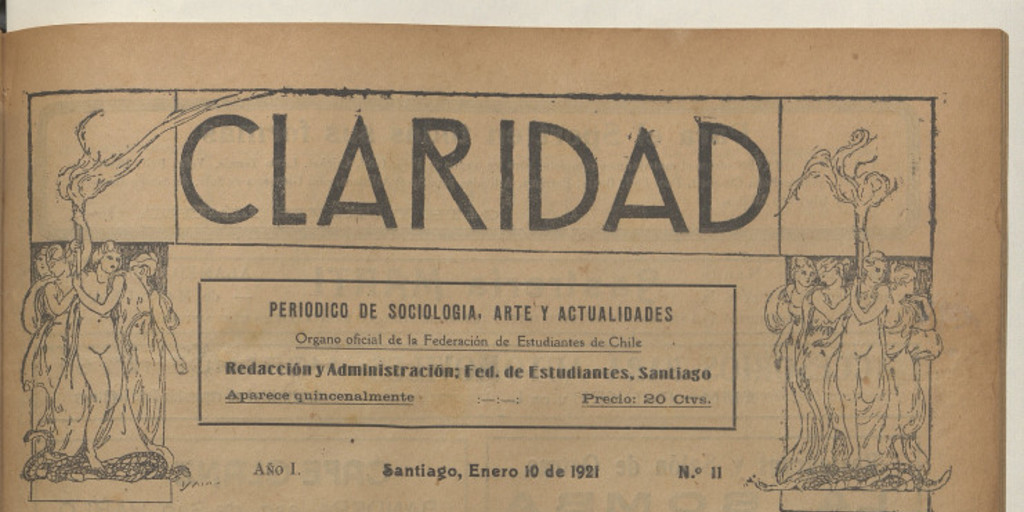 CLARIDAD
PERIODICO DE SOCIOLOGIA, ARTE Y ACTUALIDADES
Organo oficial de la Federación de Estudiantes de Chile
Redacción y Administración: Fed. de Estudiantes, Santiago
Aparece quincenalmente :—:—: Precio: 20 Ctvs.
Año I. Santiago, Enero 10 de 1921 N.º 11